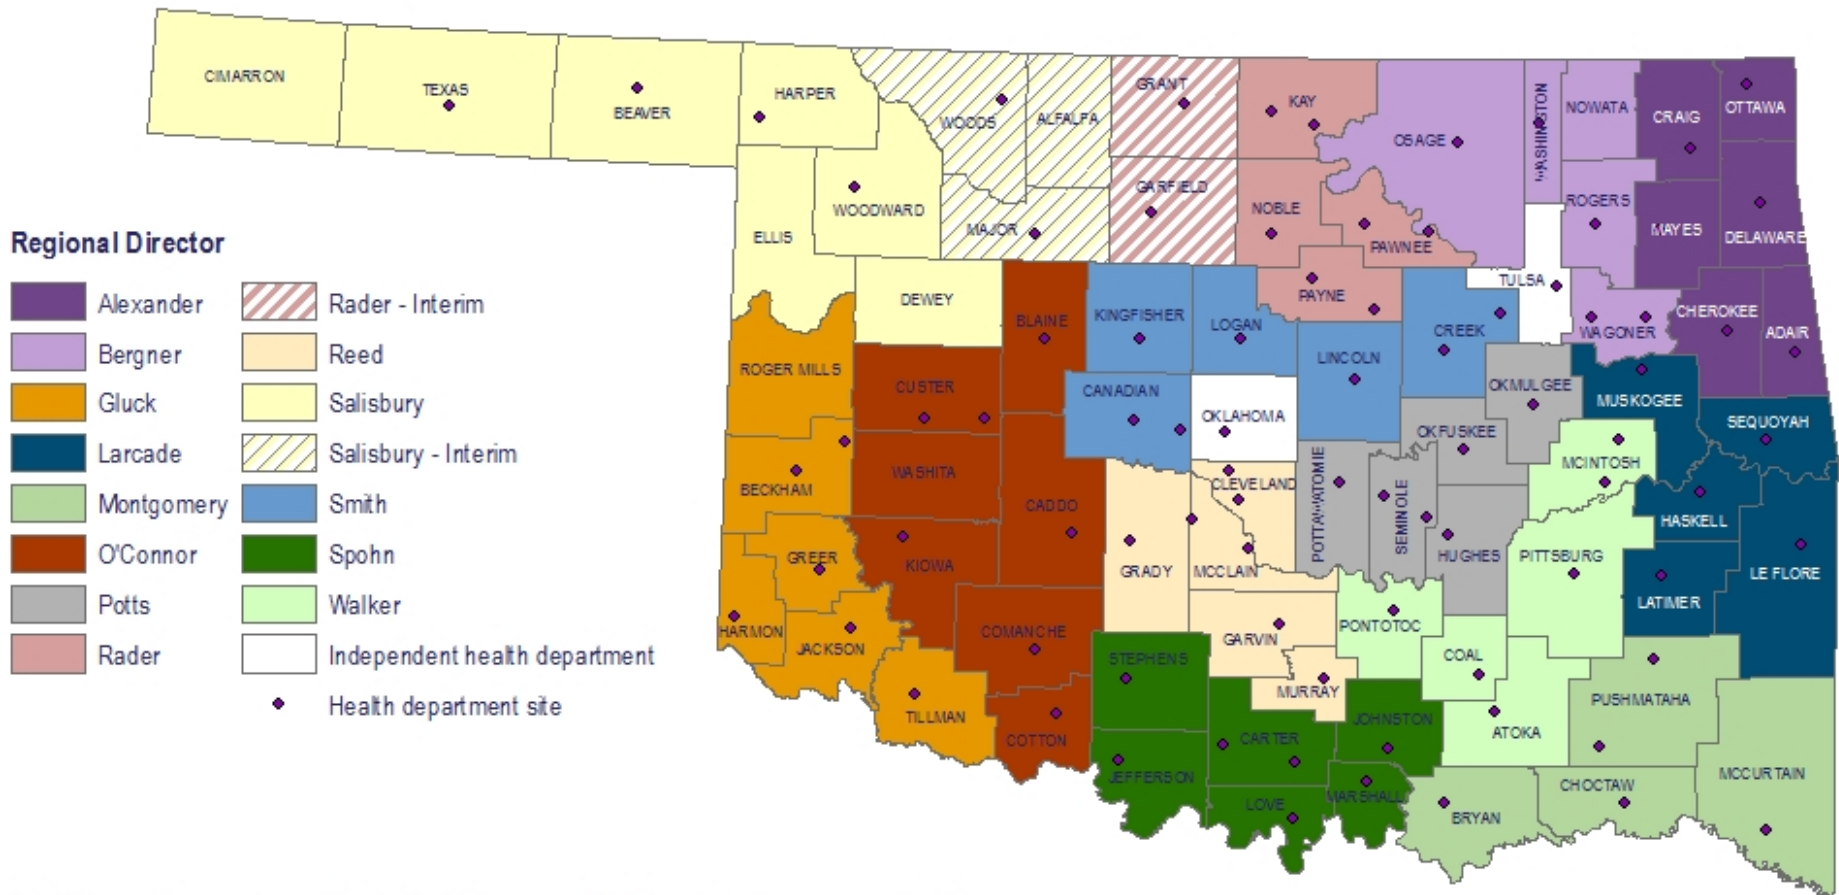 CIMARRON
TEXAS
BEAVER
HARPER
WOODS
ALFALFA
GRANT
KAY
OSAGE
WASHINGTON
NOWATA
CRAIG
OTTAWA
ELLIS
WOODWARD
MAJOR
GARFIELD
NOBLE
PAWNEE
ROGERS
MAYES
DELAWARE
Regional Director
Alexander
Bergner
Gluck
Larcade
Montgomery
O'Connor
Potts
Rader
Rader - Interim
Reed
Salisbury
Salisbury - Interim
Smith
Spohn
Walker
Independent health department
Health department site
DEWEY
BLAINE
KINGFISHER
LOGAN
PAYNE
CREEK
TULSA
WAGONER
CHEROKEE
ADAIR
ROGER MILLS
CUSTER
CANADIAN
OKLAHOMA
LINCOLN
OKMULGEE
MUSKOGEE
SEQUOYAH
BECKHAM
WASHITA
CADDO
CLEVELAND
POTTAWATOMIE
SEMINOLE
OKFUSKEE
MCINTOSH
HASKELL
GREER
KIOWA
GRADY
MCCLAIN
HUGHES
PITTSBURG
LATIMER
LE FLORE
HARMON
JACKSON
COMANCHE
STEPHENS
GARVIN
PONTOTOC
COAL
TILLMAN
COTTON
JEFFERSON
CARTER
MURRAY
JOHNSTON
ATOKA
PUSHMATAHA
LOVE
MARSHALL
BRYAN
CHOCTAW
MCCURTAIN